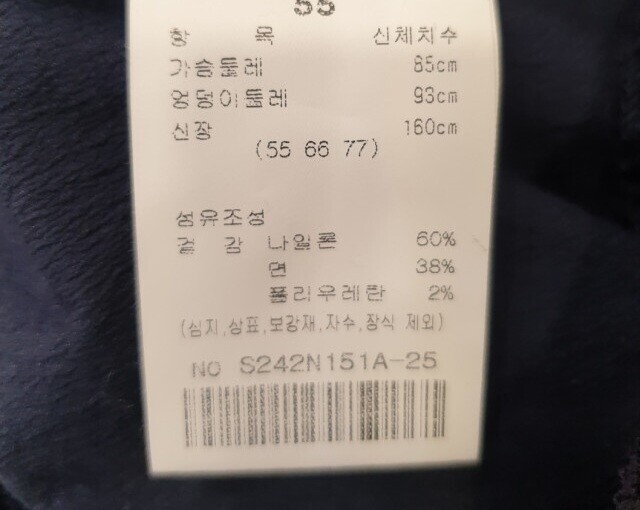 55
항 목 신체치수
가슴둘레 85cm
엉덩이둘레 93cm
신장 160cm
(55 66 77)
섬유조성
겉 감 나일론 60%
면 38%
폴리우레탄 2%
(심지,상표,보강재,자수,장식 제외)
NO S242N151A-25